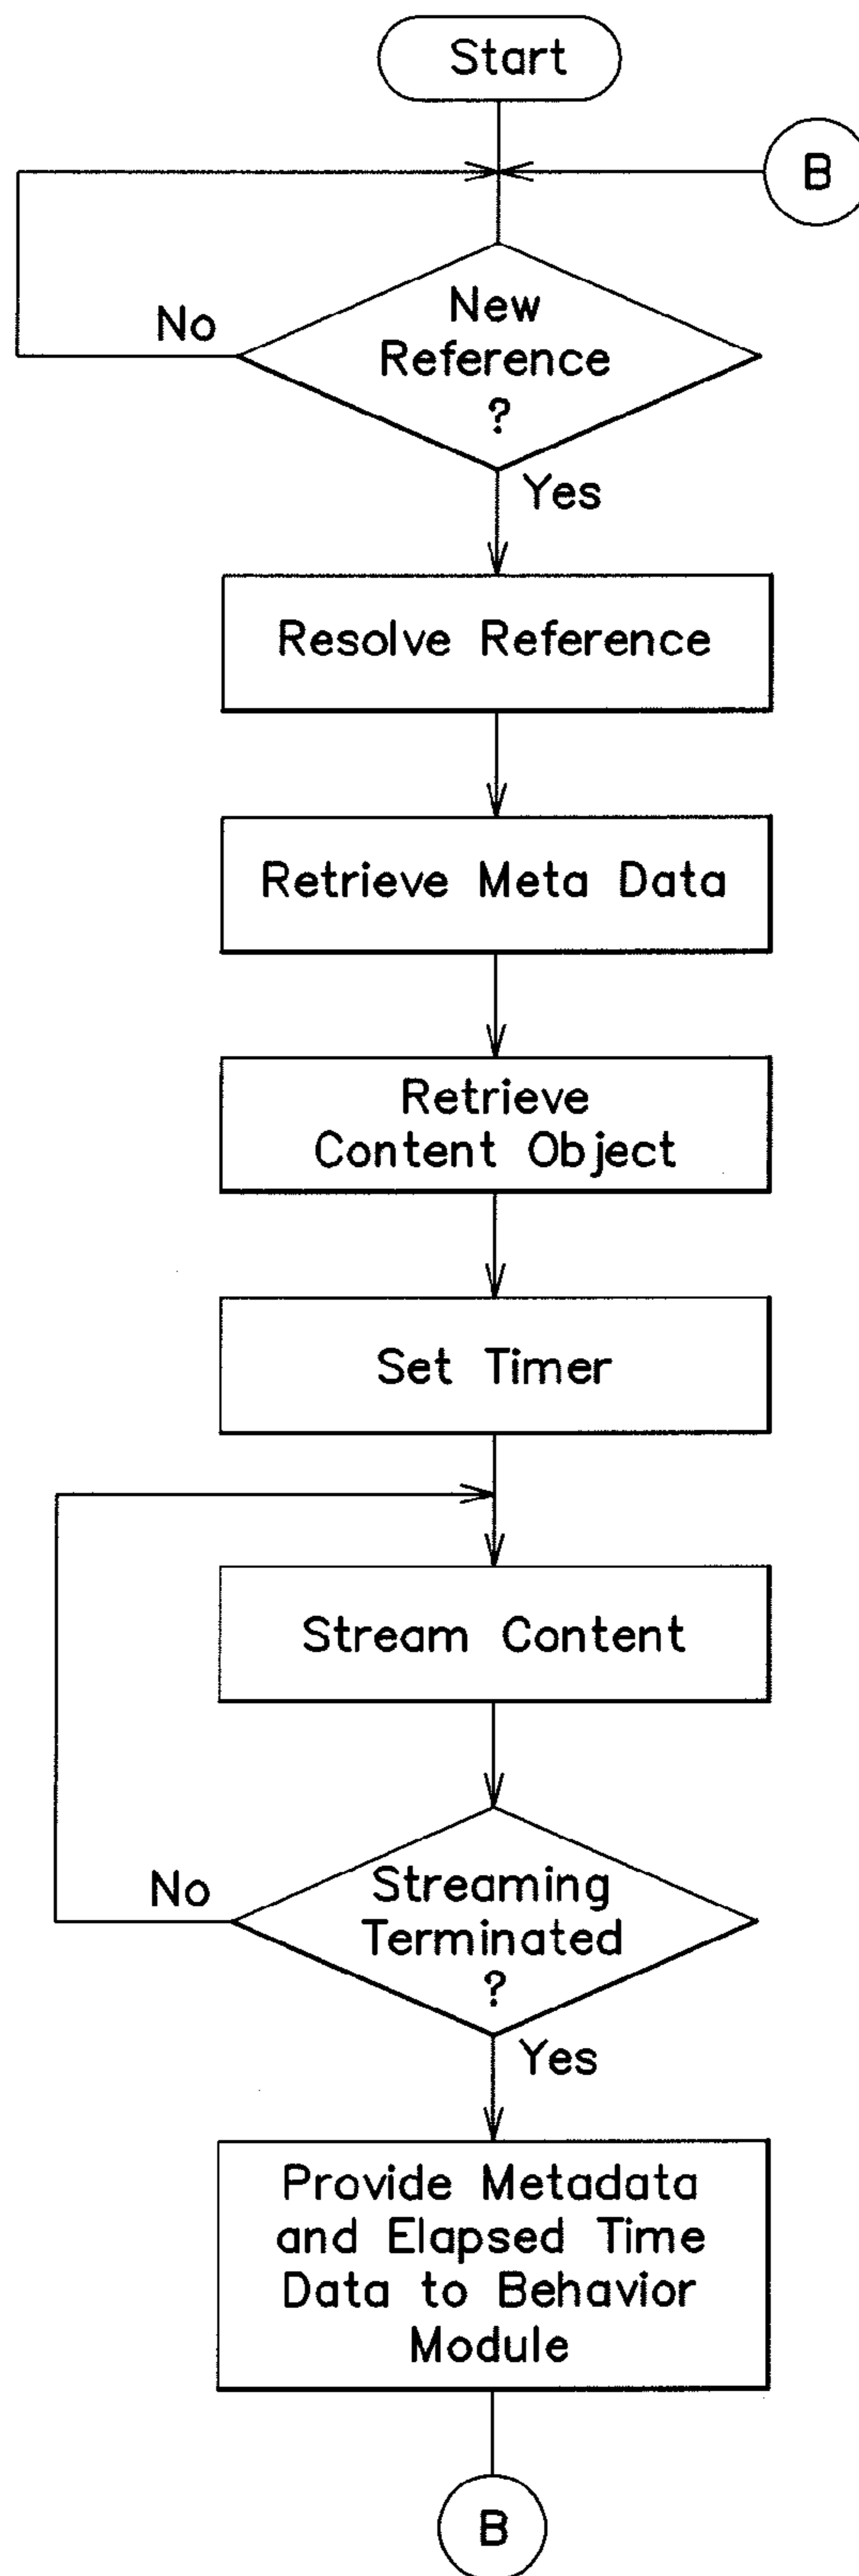 Start
B
No
New
Reference
?
Yes
Resolve Reference
Retrieve Meta Data
Retrieve
Content Object
Set Timer
Stream Content
No
Streaming
Terminated
?
Yes
Provide Metadata
and Elapsed Time
Data to Behavior
Module
B